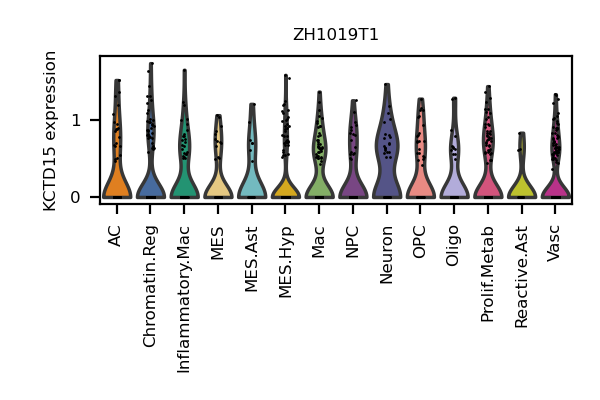 ZH1019T1
KCTD15 expression
1
0
AC
Chromatin.Reg
Inflammatory.Mac
MES
MES.Ast
MES.Hyp
Mac
NPC
Neuron
OPC
Oligo
Prolif.Metab
Reactive.Ast
Vasc